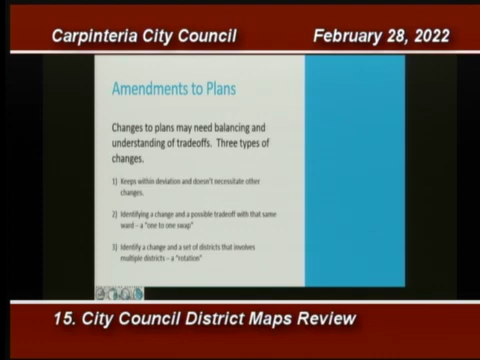 Carpinteria City Council
February 28, 2022
Amendments to Plans
Changes to plans may need balancing and
understanding of tradeoffs. Three types of
changes.
1) Keeps within deviation and doesn't necessitate other
changes.
2) Identifying a change and a possible tradeoff with that same
ward – a "one to one swap"
3) Identify a change and a set of districts that involves
multiple districts – a "rotation"
15. City Council District Maps Review